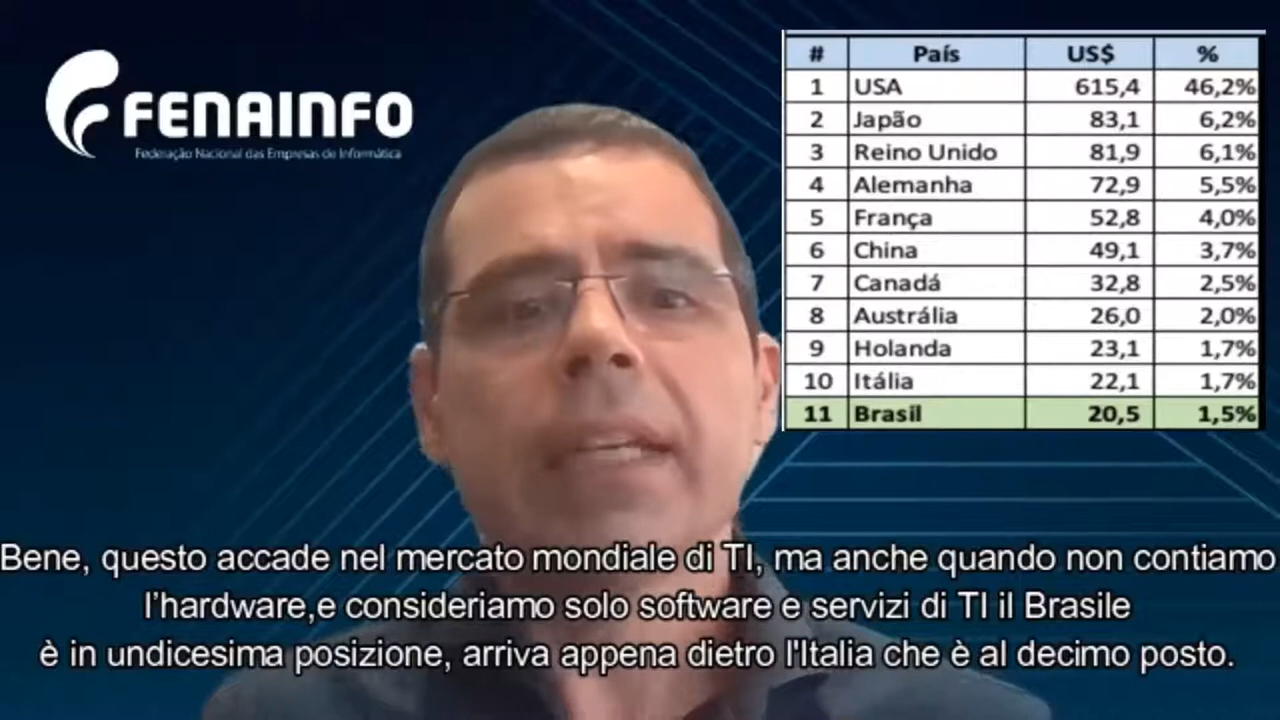 FENAINFO
Federação Nacional das Empresas de Informática
# País US$ %
1 USA 615,4 46,2%
2 Japão 83,1 6,2%
3 Reino Unido 81,9 6,1%
4 Alemanha 72,9 5,5%
5 França 52,8 4,0%
6 China 49,1 3,7%
7 Canadá 32,8 2,5%
8 Austrália 26,0 2,0%
9 Holanda 23,1 1,7%
10 Itália 22,1 1,7%
11 Brasil 20,5 1,5%
Bene, questo accade nel mercato mondiale di TI, ma anche quando non contiamo
l’hardware,e consideriamo solo software e servizi di TI il Brasile
è in undicesima posizione, arriva appena dietro l'Italia che è al decimo posto.